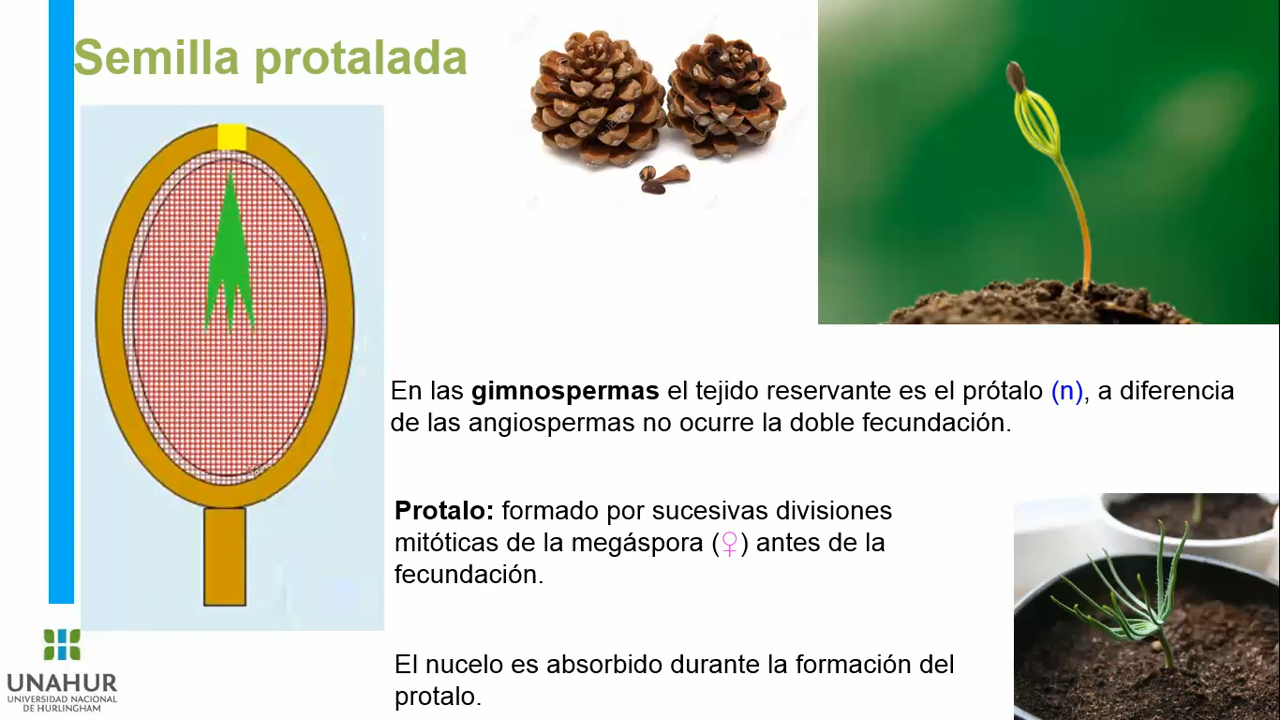 Semilla protalada
En las gimnospermas el tejido reservante es el prótalo (n), a diferencia
de las angiospermas no ocurre la doble fecundación.
Protalo: formado por sucesivas divisiones
mitóticas de la megáspora (♀) antes de la
fecundación.
El nucelo es absorbido durante la formación del
protalo.
UNAHUR
UNIVERSIDAD NACIONAL
DE HURLINGHAM